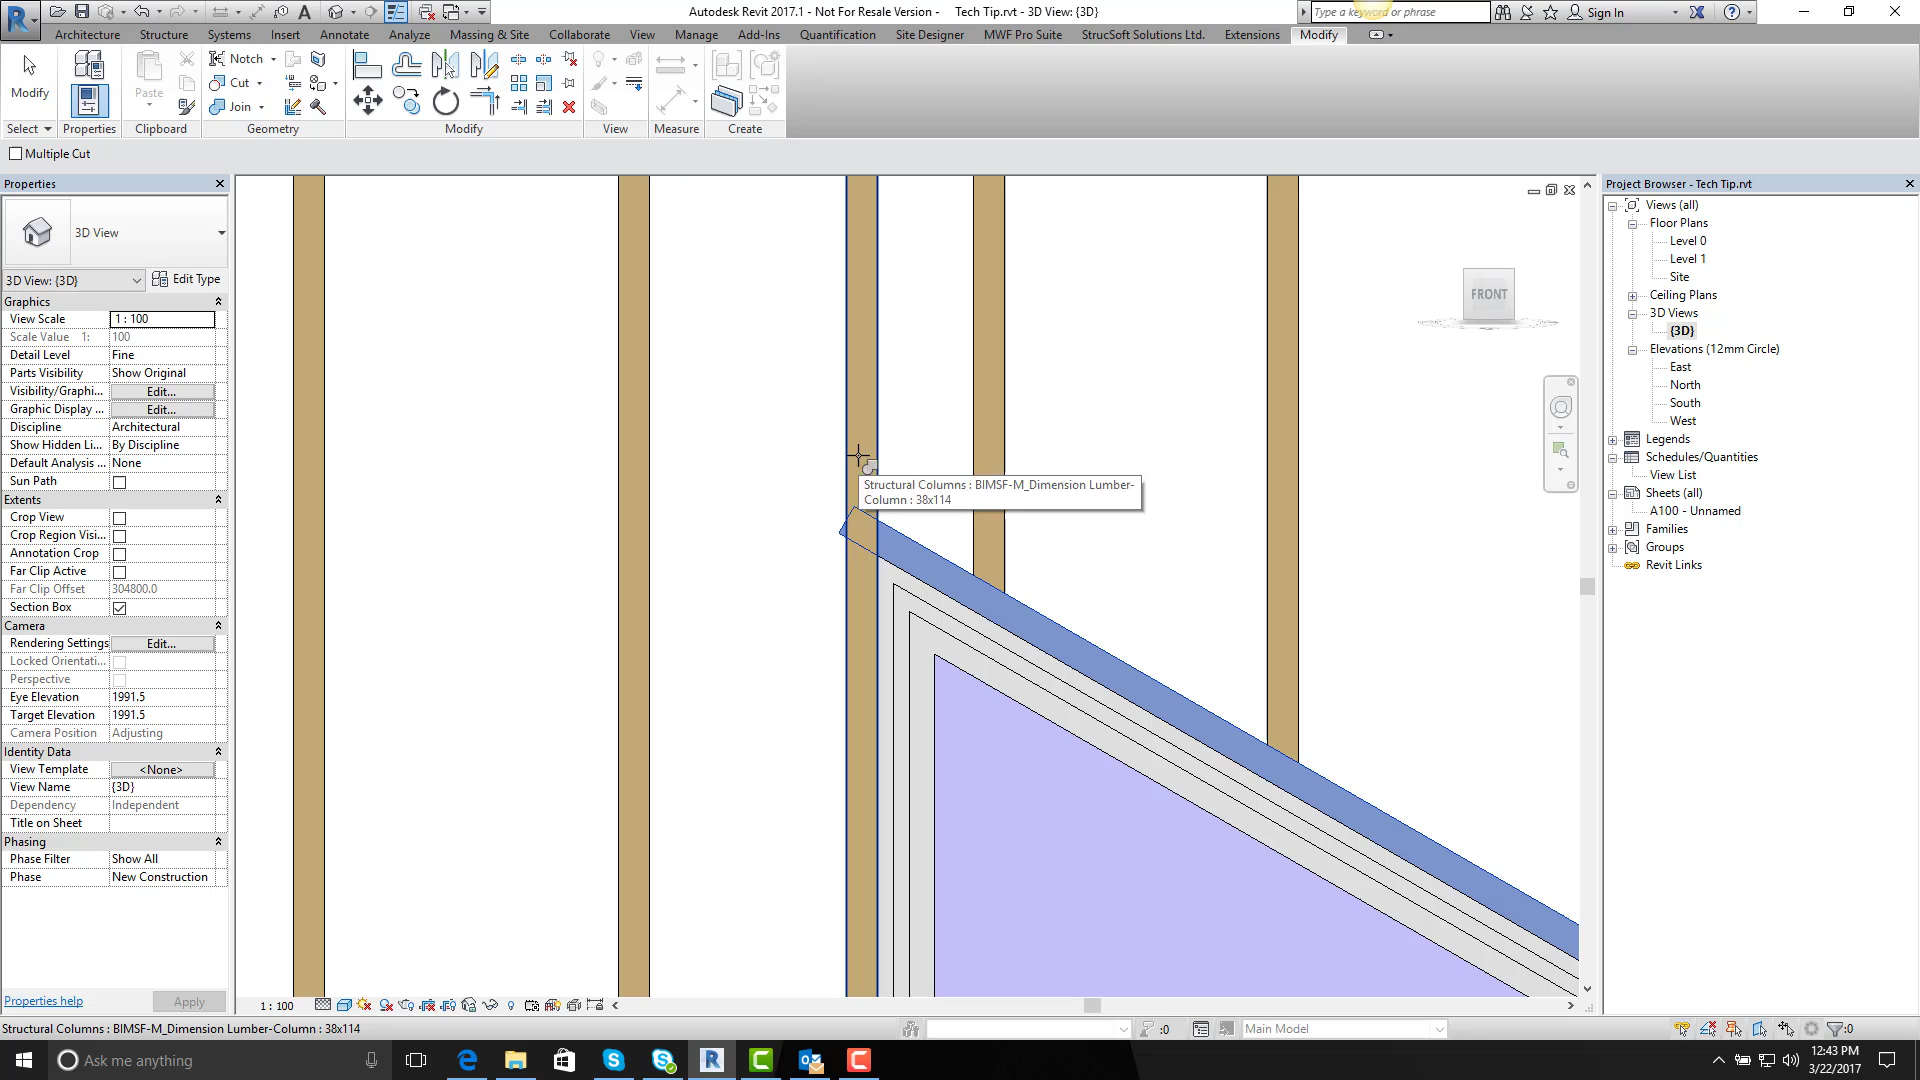 Autodesk Revit 2017.1 - Not For Resale Version - Tech Tip.rvt - 3D View: {3D}
Type a keyword or phrase
Sign In
Architecture Structure Systems Insert Annotate Analyze Massing & Site Collaborate View Manage Add-Ins Quantification Site Designer MWF Pro Suite StrucSoft Solutions Ltd. Extensions Modify
Modify
Paste
Notch
Cut
Join
Select Properties Clipboard Geometry Modify View Measure Create
Multiple Cut
Properties
3D View
3D View: {3D} Edit Type
Graphics
View Scale 1 : 100
Scale Value 1: 100
Detail Level Fine
Parts Visibility Show Original
Visibility/Graphi... Edit...
Graphic Display ... Edit...
Discipline Architectural
Show Hidden Li... By Discipline
Default Analysis ... None
Sun Path
Extents
Crop View
Crop Region Visi...
Annotation Crop
Far Clip Active
Far Clip Offset 304800.0
Section Box
Camera
Rendering Settings Edit...
Locked Orientati...
Perspective
Eye Elevation 1991.5
Target Elevation 1991.5
Camera Position Adjusting
Identity Data
View Template <None>
View Name {3D}
Dependency Independent
Title on Sheet
Phasing
Phase Filter Show All
Phase New Construction
Properties help Apply
FRONT
Structural Columns : BIMSF-M_Dimension Lumber-
Column : 38x114
1 : 100
Project Browser - Tech Tip.rvt
Views (all)
Floor Plans
Level 0
Level 1
Site
Ceiling Plans
3D Views
{3D}
Elevations (12mm Circle)
East
North
South
West
Legends
Schedules/Quantities
View List
Sheets (all)
A100 - Unnamed
Families
Groups
Revit Links
Structural Columns : BIMSF-M_Dimension Lumber-Column : 38x114
:0
Main Model
:0
Ask me anything
12:43 PM
3/22/2017